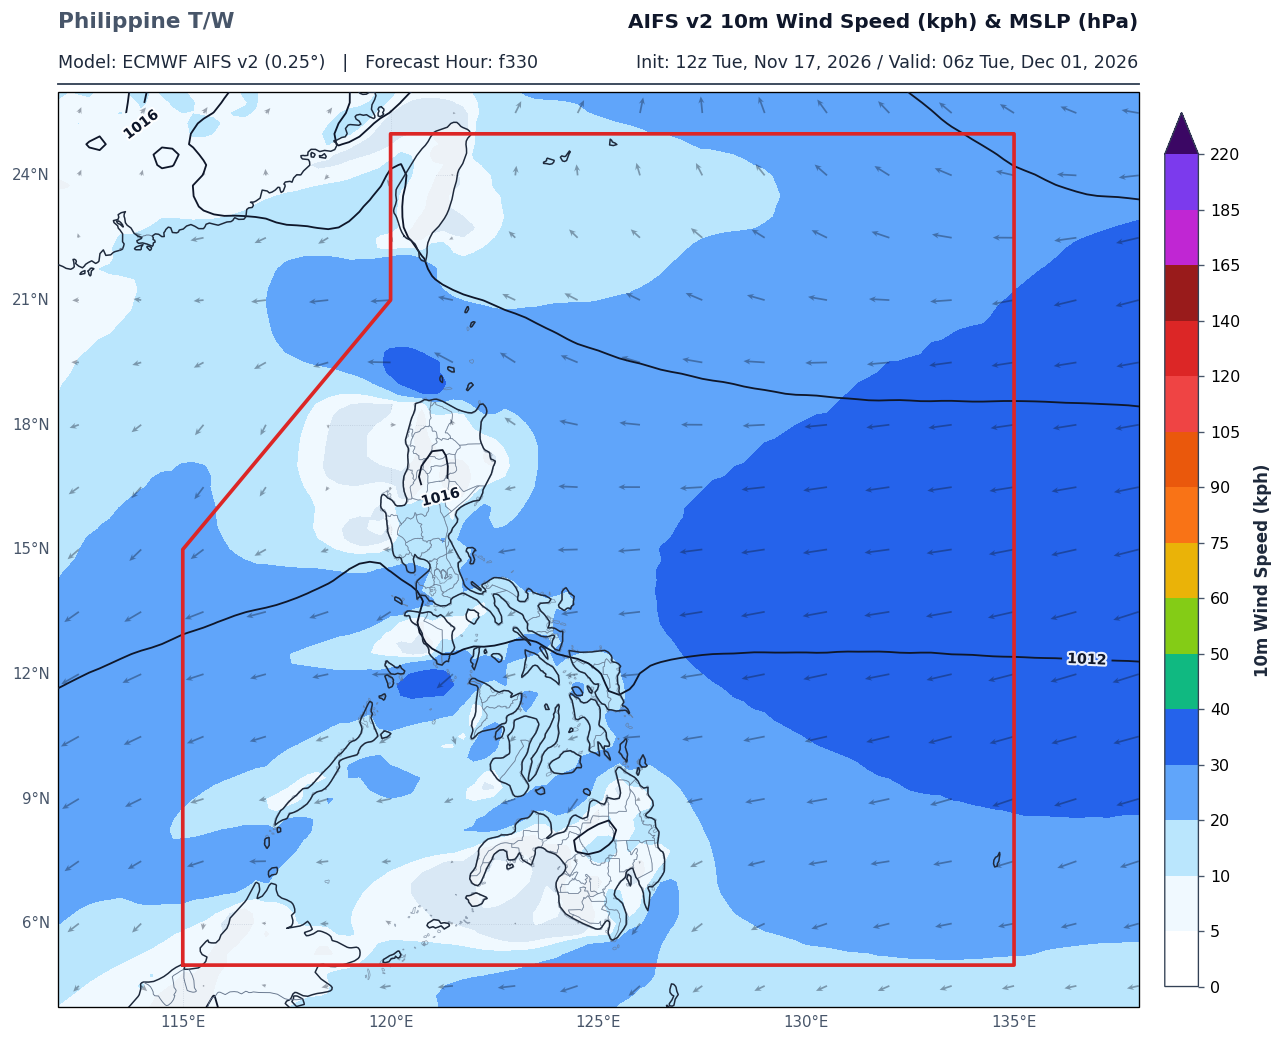 Philippine T/W
AIFS v2 10m Wind Speed (kph) & MSLP (hPa)
Model: ECMWF AIFS v2 (0.25°)   |   Forecast Hour: f330
Init: 12z Tue, Nov 17, 2026 / Valid: 06z Tue, Dec 01, 2026
1016
1016
1012
24°N
21°N
18°N
15°N
12°N
9°N
6°N
115°E
120°E
125°E
130°E
135°E
220
185
165
140
120
105
90
75
60
50
40
30
20
10
5
0
10m Wind Speed (kph)